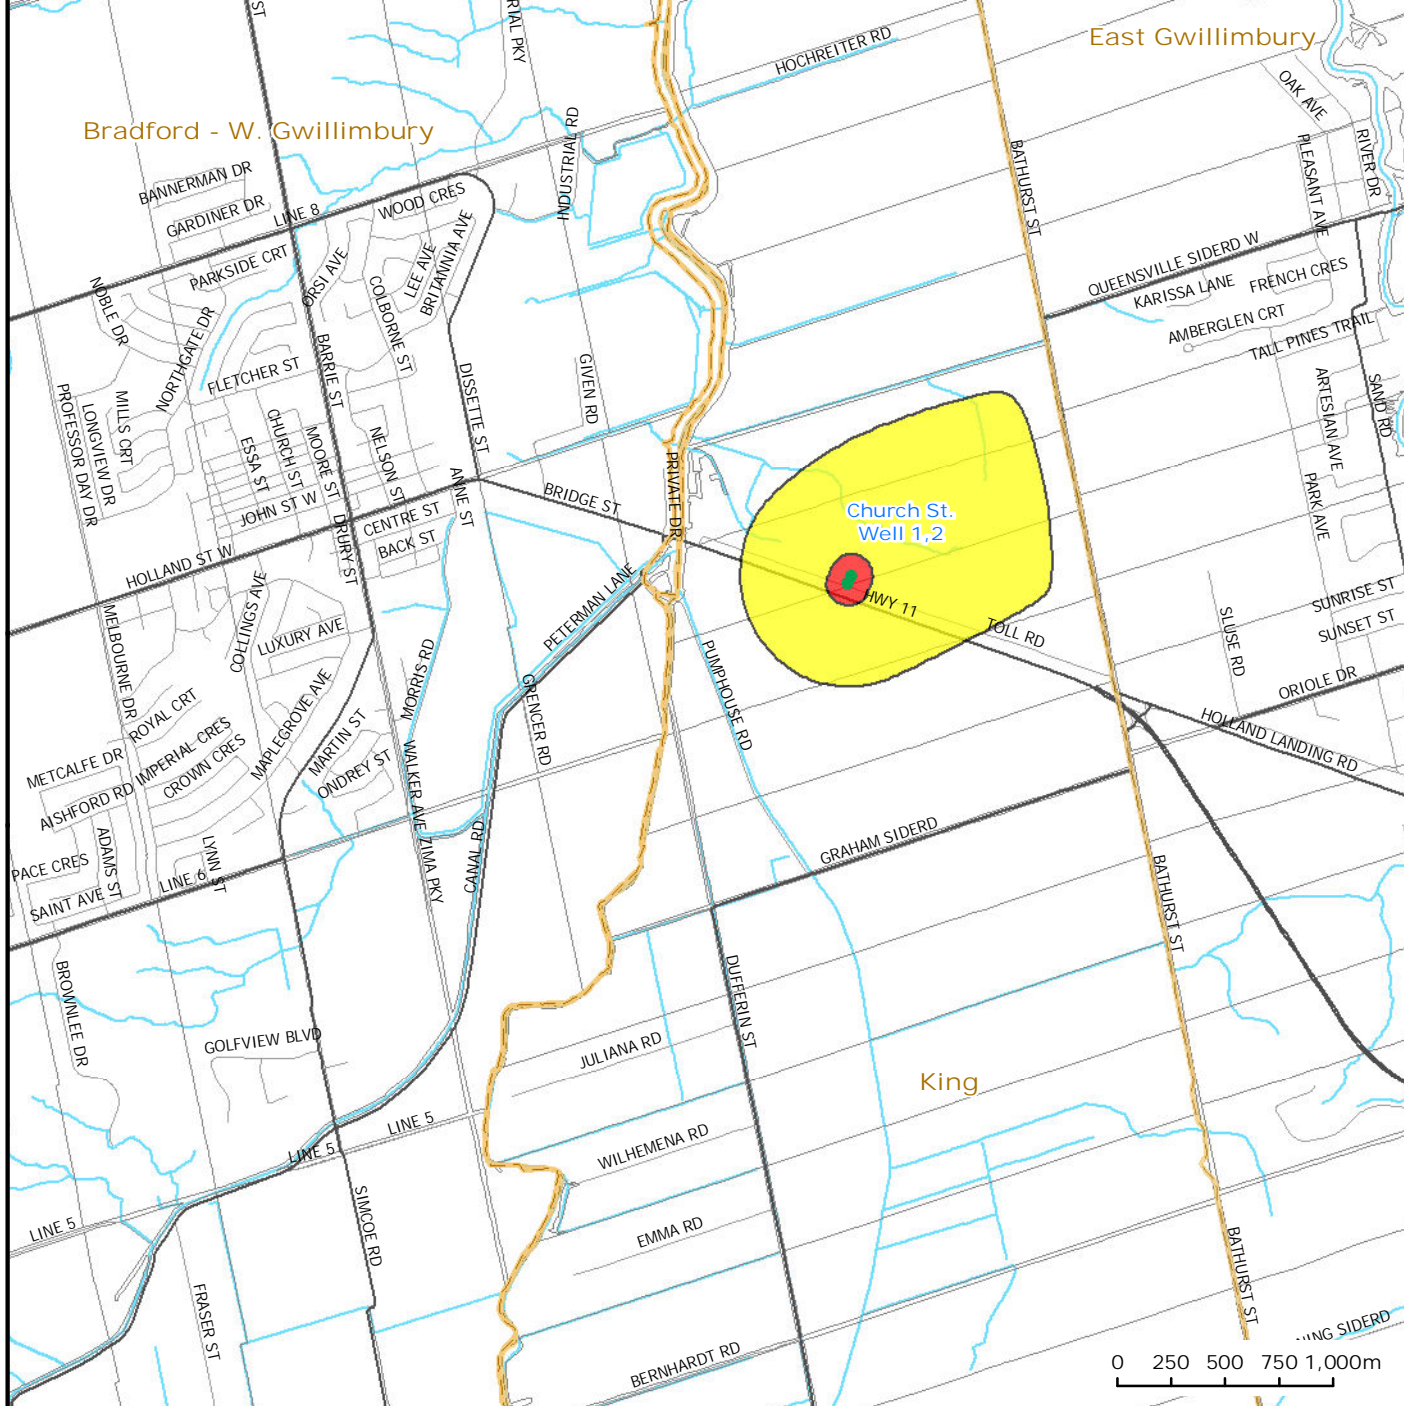 East Gwillimbury
HOCHREITER RD
OAK AVE
Bradford - W. Gwillimbury
INDUSTRIAL RD
BATHURST ST
PLEASANT AVE
RIVER DR
BANNERMAN DR
GARDINER DR
LINE 8
WOOD CRES
PARKSIDE CRT
ORSI AVE
LEE AVE
BRITANNIA AVE
COLBORNE ST
QUEENSVILLE SIDERD W
KARISSA LANE
FRENCH CRES
AMBERGLEN CRT
TALL PINES TRAIL
NOBLE DR
NORTHGATE DR
BARRIE ST
FLETCHER ST
DISSETTE ST
GIVEN RD
PROFESSOR DAY DR
LONGVIEW DR
MILLS CRT
ESSA ST
CHURCH ST
MOORE ST
NELSON ST
ARTESIAN AVE
SAND RD
JOHN ST W
CENTRE ST
ANNE ST
BRIDGE ST
PRIVATE DR
PARK AVE
Church St.
Well 1,2
HOLLAND ST W
DRURY ST
BACK ST
HWY 11
TOLL RD
PETERMAN LANE
SUNRISE ST
SUNSET ST
SLUSE RD
ORIOLE DR
MELBOURNE DR
COLLINGS AVE
LUXURY AVE
MORRIS RD
PUMPHOUSE RD
GRENCER RD
ROYAL CRT
MAPLEGROVE AVE
MARTIN ST
METCALFE DR
IMPERIAL CRES
CROWN CRES
ONDREY ST
HOLLAND LANDING RD
AISHFORD RD
WALKER AVE
ZIMA PKY
CANAL RD
GRAHAM SIDERD
PACE CRES
ADAMS ST
LYNN ST
LINE 6
SAINT AVE
BATHURST ST
BROWNLEE DR
DUFFERIN ST
GOLFVIEW BLVD
JULIANA RD
King
LINE 5
LINE 5
WILHEMENA RD
LINE 5
SIMCOE RD
EMMA RD
BATHURST ST
FRASER ST
BERNHARDT RD
0 250 500 750 1,000m